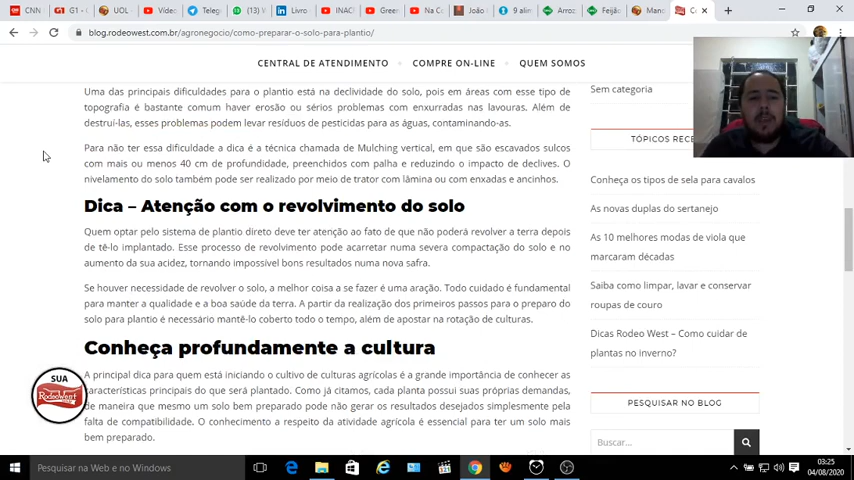 CNN
G1 - G
UOL -
Vídeo
Teleg
(13) W
Livro
INAC
Greer
Na Co
João
9 alim
Arroz
Feijão
Mano
Co
blog.rodeowest.com.br/agronegocio/como-preparar-o-solo-para-plantio/
CENTRAL DE ATENDIMENTO
COMPRE ON-LINE
QUEM SOMOS
Uma das principais dificuldades para o plantio está na declividade do solo, pois em áreas com esse tipo de
topografia é bastante comum haver erosão ou sérios problemas com enxurradas nas lavouras. Além de
destruí-las, esses problemas podem levar resíduos de pesticidas para as águas, contaminando-as.
Para não ter essa dificuldade a dica é a técnica chamada de Mulching vertical, em que são escavados sulcos
com mais ou menos 40 cm de profundidade, preenchidos com palha e reduzindo o impacto de declives. O
nivelamento do solo também pode ser realizado por meio de trator com lâmina ou com enxadas e ancinhos.
Dica – Atenção com o revolvimento do solo
Quem optar pelo sistema de plantio direto deve ter atenção ao fato de que não poderá revolver a terra depois
de tê-lo implantado. Esse processo de revolvimento pode acarretar numa severa compactação do solo e no
aumento da sua acidez, tornando impossível bons resultados numa nova safra.
Se houver necessidade de revolver o solo, a melhor coisa a se fazer é uma aração. Todo cuidado é fundamental
para manter a qualidade e a boa saúde da terra. A partir da realização dos primeiros passos para o preparo do
solo para plantio é necessário mantê-lo coberto todo o tempo, além de apostar na rotação de culturas.
Conheça profundamente a cultura
A principal dica para quem está iniciando o cultivo de culturas agrícolas é a grande importância de conhecer as
características principais do que será plantado. Como já citamos, cada planta possui suas próprias demandas,
de maneira que mesmo um solo bem preparado pode não gerar os resultados desejados simplesmente pela
falta de compatibilidade. O conhecimento a respeito da atividade agrícola é essencial para ter um solo mais
bem preparado.
SUA
RodeoWest
Sem categoria
TÓPICOS RECE
Conheça os tipos de sela para cavalos
As novas duplas do sertanejo
As 10 melhores modas de viola que
marcaram décadas
Saiba como limpar, lavar e conservar
roupas de couro
Dicas Rodeo West – Como cuidar de
plantas no inverno?
PESQUISAR NO BLOG
Buscar...
Pesquisar na Web e no Windows
03:25
04/08/2020